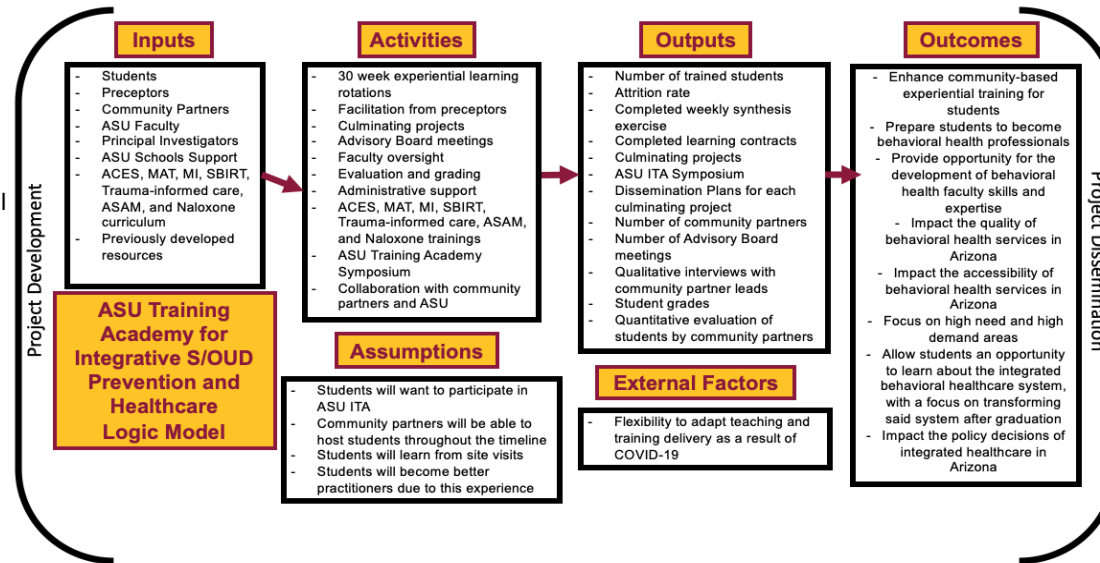 l
Project Development
Inputs
- Students
- Preceptors
- Community Partners
- ASU Faculty
- Principal Investigators
- ASU Schools Support
- ACES, MAT, MI, SBIRT,
Trauma-informed care,
ASAM, and Naloxone
curriculum
- Previously developed
resources
ASU Training
Academy for
Integrative S/OUD
Prevention and
Healthcare
Logic Model
Activities
- 30 week experiential learning
rotations
- Facilitation from preceptors
- Culminating projects
- Advisory Board meetings
- Faculty oversight
- Evaluation and grading
- Administrative support
- ACES, MAT, MI, SBIRT,
Trauma-informed care, ASAM,
and Naloxone trainings
- ASU Training Academy
Symposium
- Collaboration with community
partners and ASU
Assumptions
- Students will want to participate in
ASU ITA
- Community partners will be able to
host students throughout the timeline
- Students will learn from site visits
- Students will become better
practitioners due to this experience
Outputs
- Number of trained students
- Attrition rate
- Completed weekly synthesis
exercise
- Completed learning contracts
- Culminating projects
- ASU ITA Symposium
- Dissemination Plans for each
culminating project
- Number of community partners
- Number of Advisory Board
meetings
- Qualitative interviews with
community partner leads
- Student grades
- Quantitative evaluation of
students by community partners
External Factors
- Flexibility to adapt teaching and
training delivery as a result of
COVID-19
Outcomes
- Enhance community-based
experiential training for
students
- Prepare students to become
behavioral health professionals
- Provide opportunity for the
development of behavioral
health faculty skills and
expertise
- Impact the quality of
behavioral health services in
Arizona
- Impact the accessibility of
behavioral health services in
Arizona
- Focus on high need and high
demand areas
- Allow students an opportunity
to learn about the integrated
behavioral healthcare system,
with a focus on transforming
said system after graduation
- Impact the policy decisions of
integrated healthcare in
Arizona
Project Dissemination